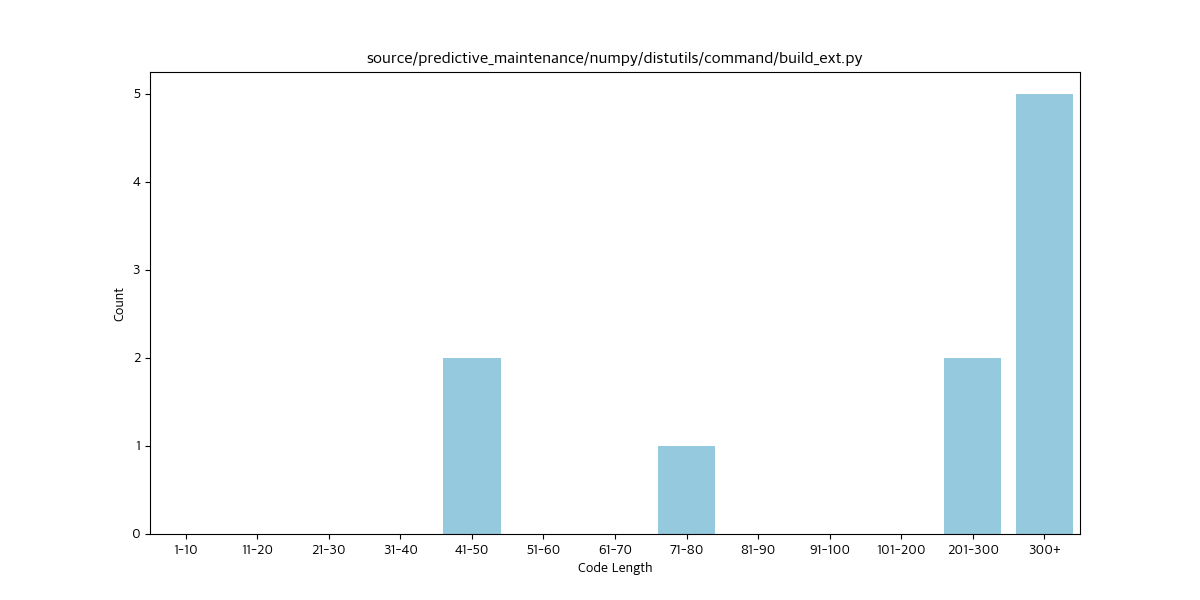 source/predictive_maintenance/numpy/distutils/command/build_ext.py
5
4
3
2
1
0
Count
1-10 11-20 21-30 31-40 41-50 51-60 61-70 71-80 81-90 91-100 101-200 201-300 300+
Code Length